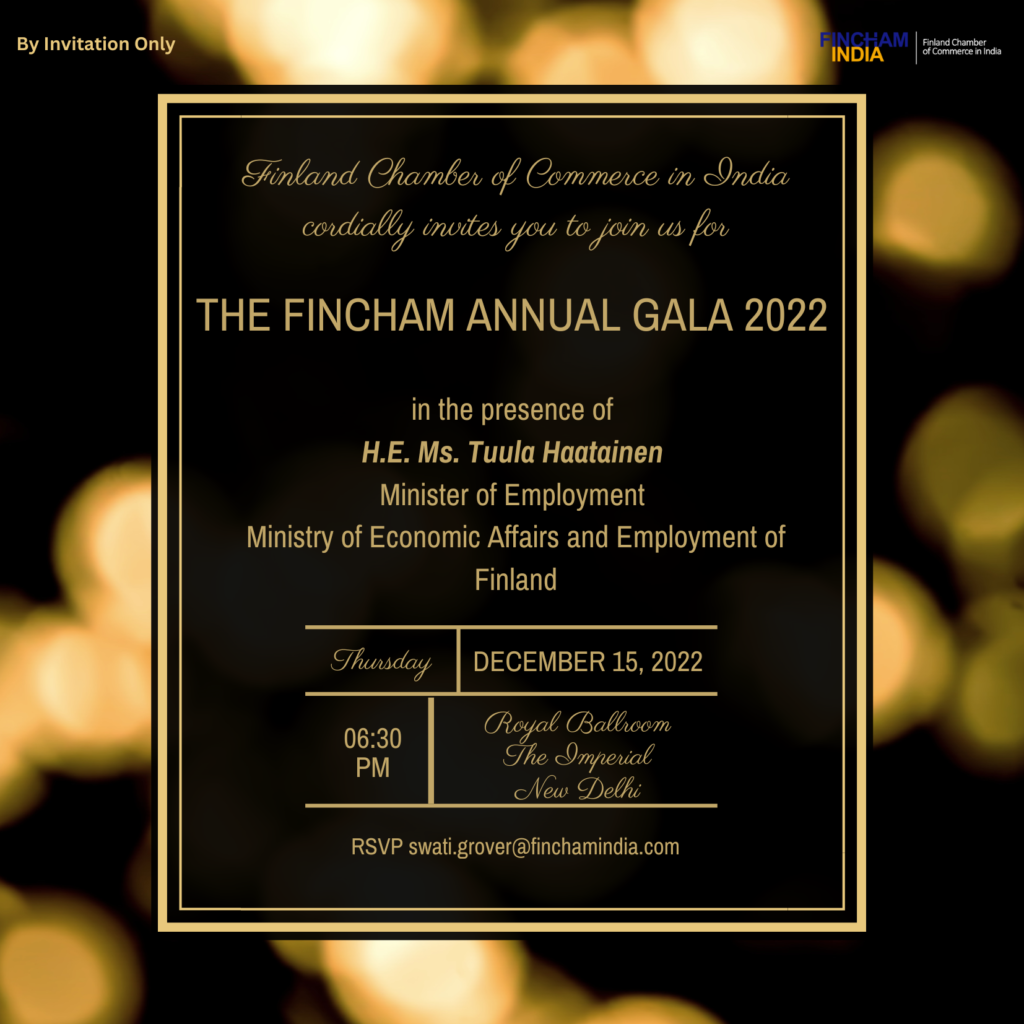 By Invitation Only
FINCHAM
INDIA
Finland Chamber
of Commerce in India
Finland Chamber of Commerce in India
cordially invites you to join us for
THE FINCHAM ANNUAL GALA 2022
in the presence of
H.E. Ms. Tuula Haatainen
Minister of Employment
Ministry of Economic Affairs and Employment of
Finland
Thursday
DECEMBER 15, 2022
06:30
PM
Royal Ballroom
The Imperial
New Delhi
RSVP swati.grover@finchamindia.com